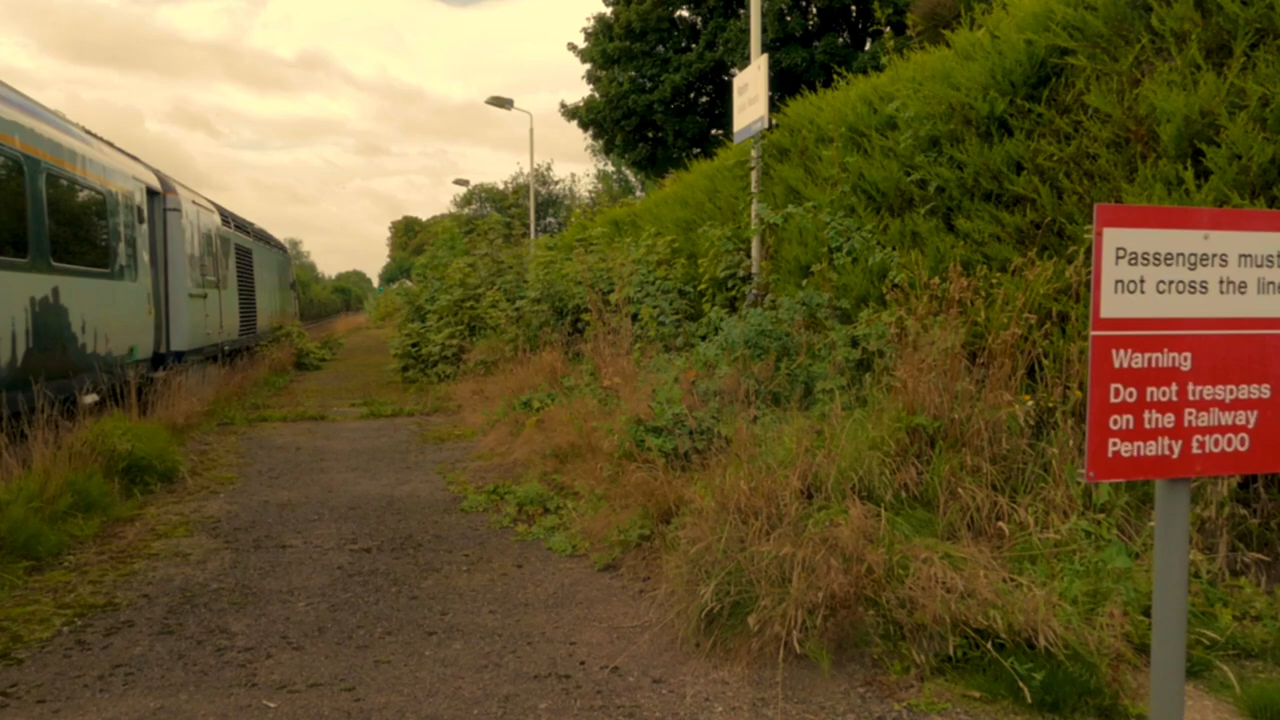 Passengers must
not cross the line
Warning
Do not trespass
on the Railway
Penalty £1000